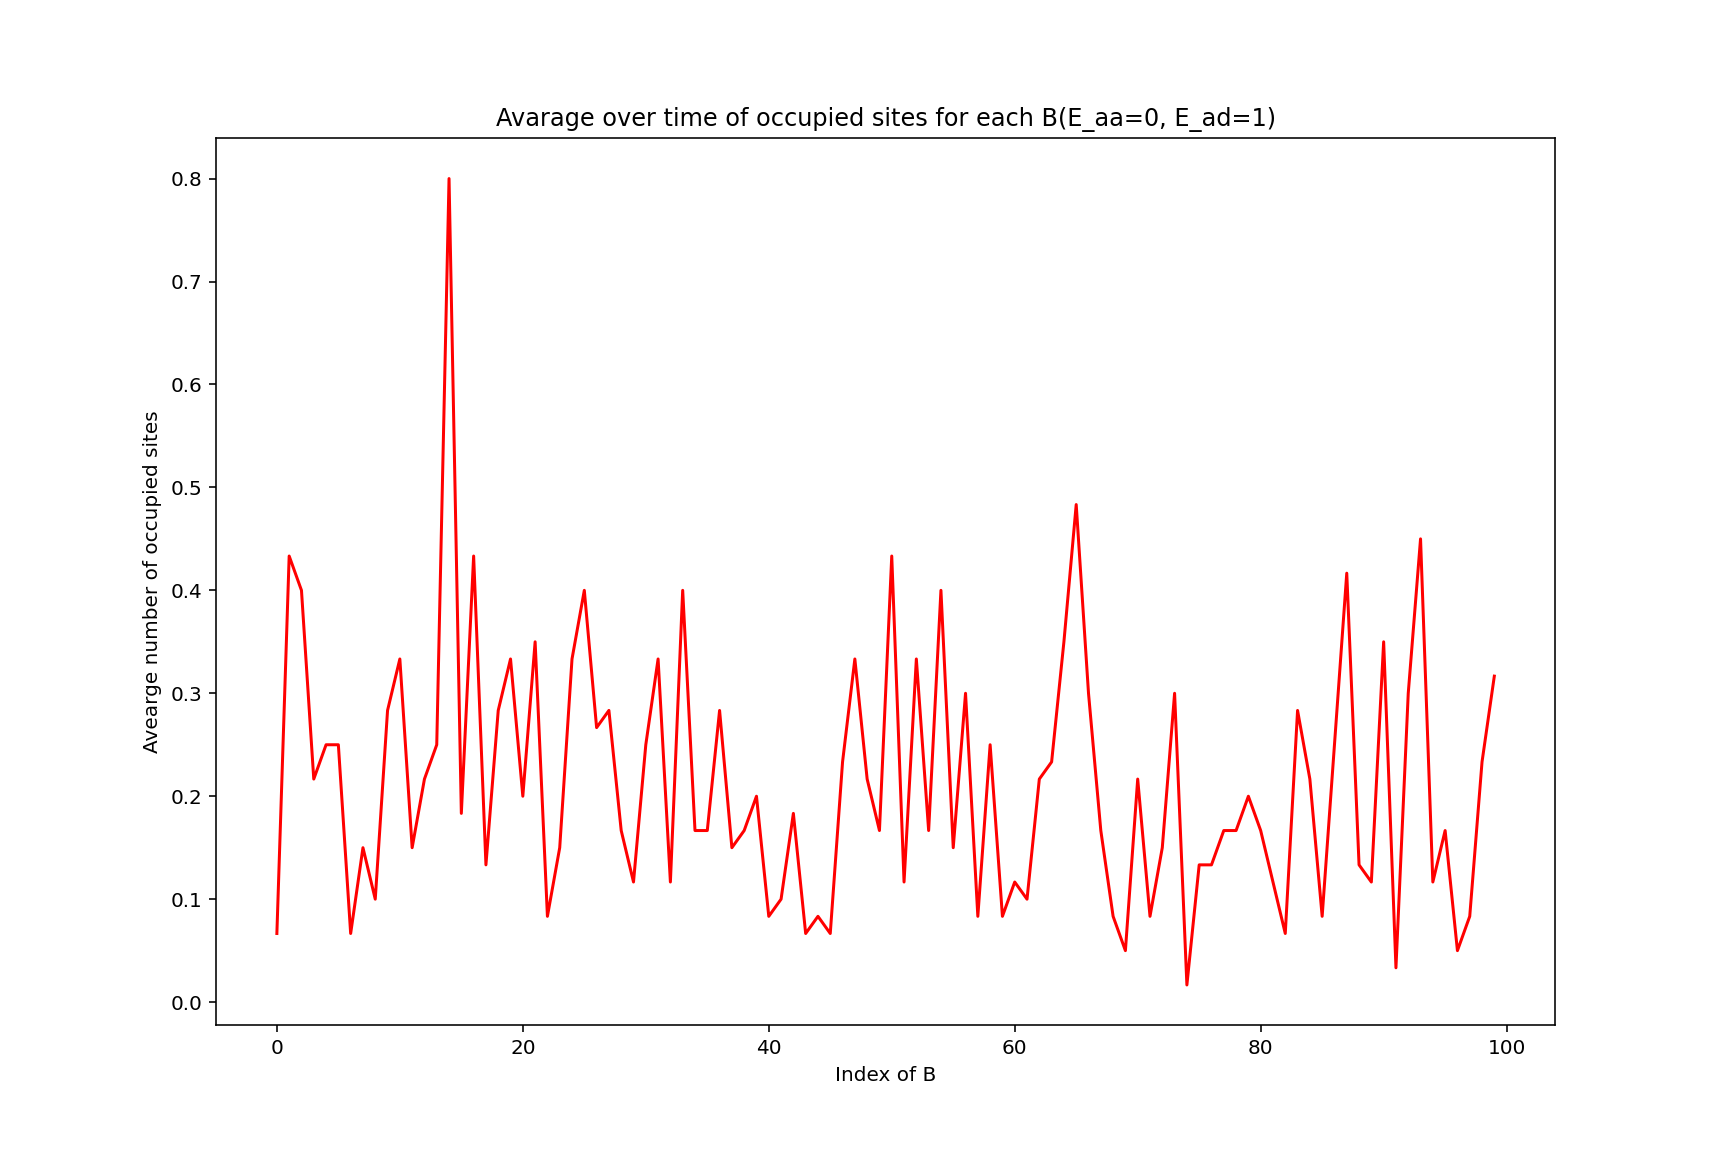 Avarage over time of occupied sites for each B(E_aa=0, E_ad=1)
0.8
0.7
0.6
0.5
0.4
0.3
0.2
0.1
0.0
Avearge number of occupied sites
0 20 40 60 80 100
Index of B